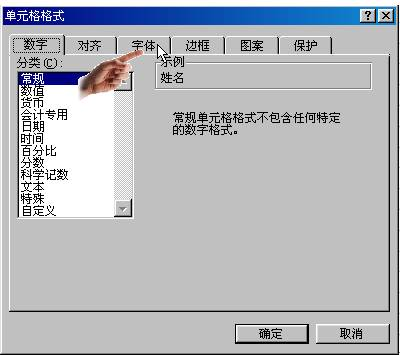 单元格格式
数字 对齐 字体 边框 图案 保护
分类(C):
常规
数值
货币
会计专用
日期
时间
百分比
分数
科学记数
文本
特殊
自定义
示例
姓名
常规单元格格式不包含任何特定
的数字格式。
确定 取消